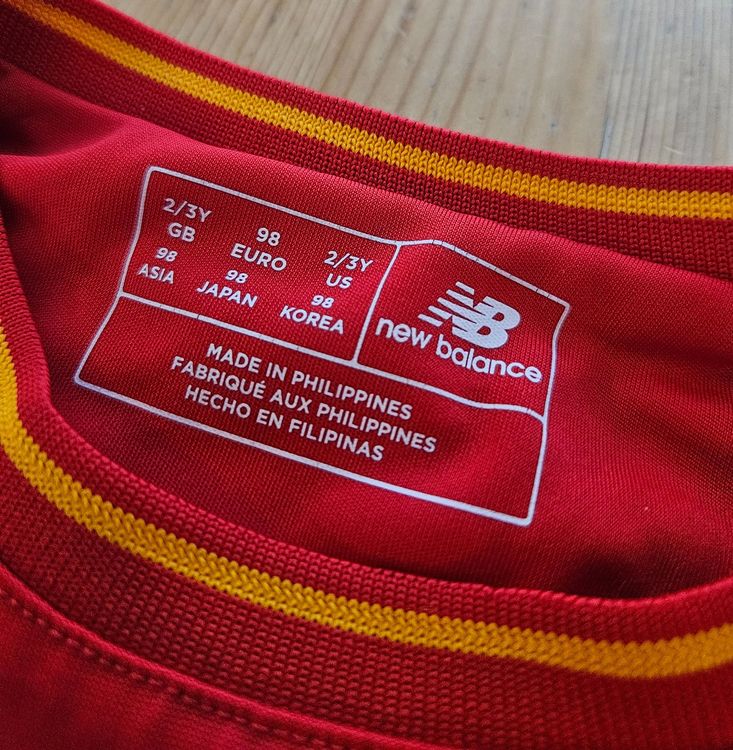 2/3Y GB
98 EURO
2/3Y US
98 ASIA
98 JAPAN
98 KOREA
NB
new balance
MADE IN PHILIPPINES
FABRIQUÉ AUX PHILIPPINES
HECHO EN FILIPINAS